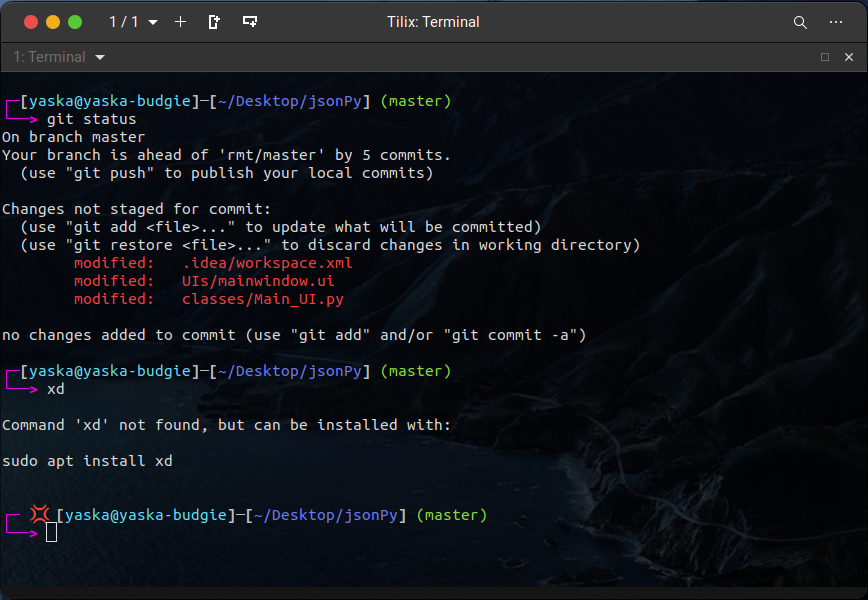 1 / 1
Tilix: Terminal
1: Terminal
[yaska@yaska-budgie]─[~/Desktop/jsonPy] (master)
git status
On branch master
Your branch is ahead of 'rmt/master' by 5 commits.
(use "git push" to publish your local commits)
Changes not staged for commit:
(use "git add <file>..." to update what will be committed)
(use "git restore <file>..." to discard changes in working directory)
modified:   .idea/workspace.xml
modified:   UIs/mainwindow.ui
modified:   classes/Main_UI.py
no changes added to commit (use "git add" and/or "git commit -a")
[yaska@yaska-budgie]─[~/Desktop/jsonPy] (master)
xd
Command 'xd' not found, but can be installed with:
sudo apt install xd
💢 [yaska@yaska-budgie]─[~/Desktop/jsonPy] (master)